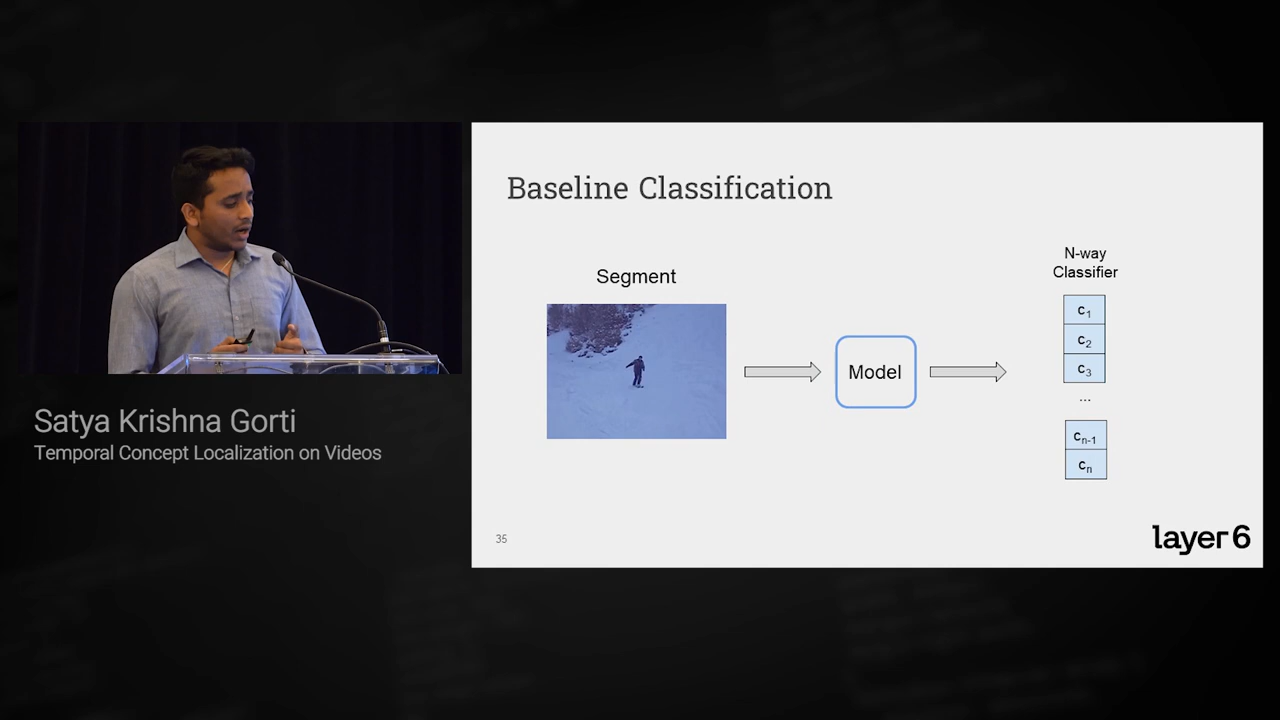 Baseline Classification
Segment
Model
N-way
Classifier
c1
c2
c3
...
cn-1
cn
35
layer 6
Satya Krishna Gorti
Temporal Concept Localization on Videos